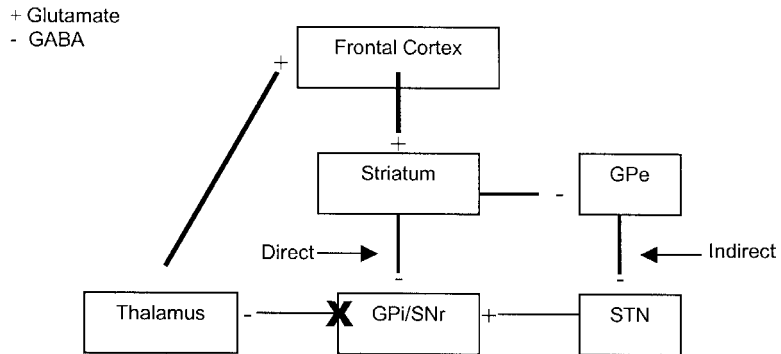 + Glutamate
- GABA
Frontal Cortex
+
+
Striatum
-
GPe
Direct
-
-
Indirect
Thalamus
-
X
GPi/SNr
+
STN